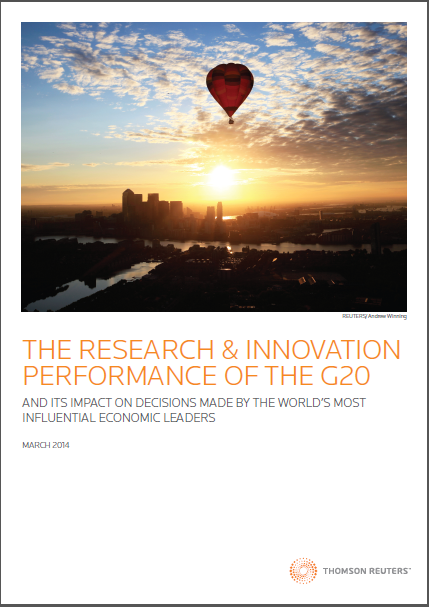 REUTERS/Andrew Winning
THE RESEARCH & INNOVATION
PERFORMANCE OF THE G20
AND ITS IMPACT ON DECISIONS MADE BY THE WORLD'S MOST
INFLUENTIAL ECONOMIC LEADERS
MARCH 2014
THOMSON REUTERS™